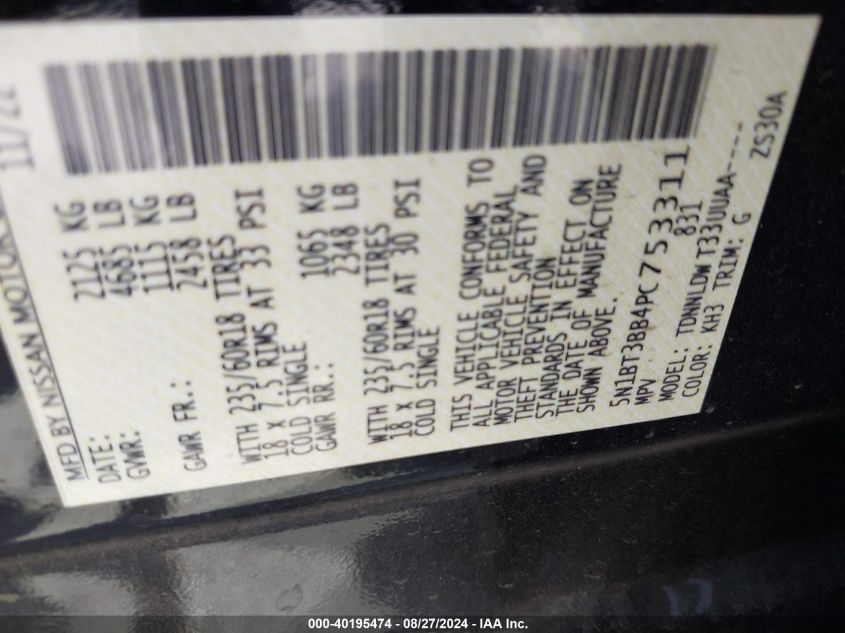 MFD BY NISSAN MOTOR
DATE: 11/22
GVWR: 2125 KG
4685 LB
GAWR FR.: 1115 KG
2458 LB
WITH 235/60R18 TIRES
18 x 7.5 RIMS AT 33 PSI
COLD SINGLE
GAWR RR.: 1065 KG
2348 LB
WITH 235/60R18 TIRES
18 x 7.5 RIMS AT 30 PSI
COLD SINGLE
THIS VEHICLE CONFORMS TO
ALL APPLICABLE FEDERAL
MOTOR VEHICLE SAFETY AND
THEFT PREVENTION
STANDARDS IN EFFECT ON
THE DATE OF MANUFACTURE
SHOWN ABOVE.
5N1BT3BB4PC753311
MPV 831
MODEL: TDNNLDWT33UUAA-----
COLOR: KH3 TRIM: G ZS30A
000-40195474 - 08/27/2024 - IAA Inc.